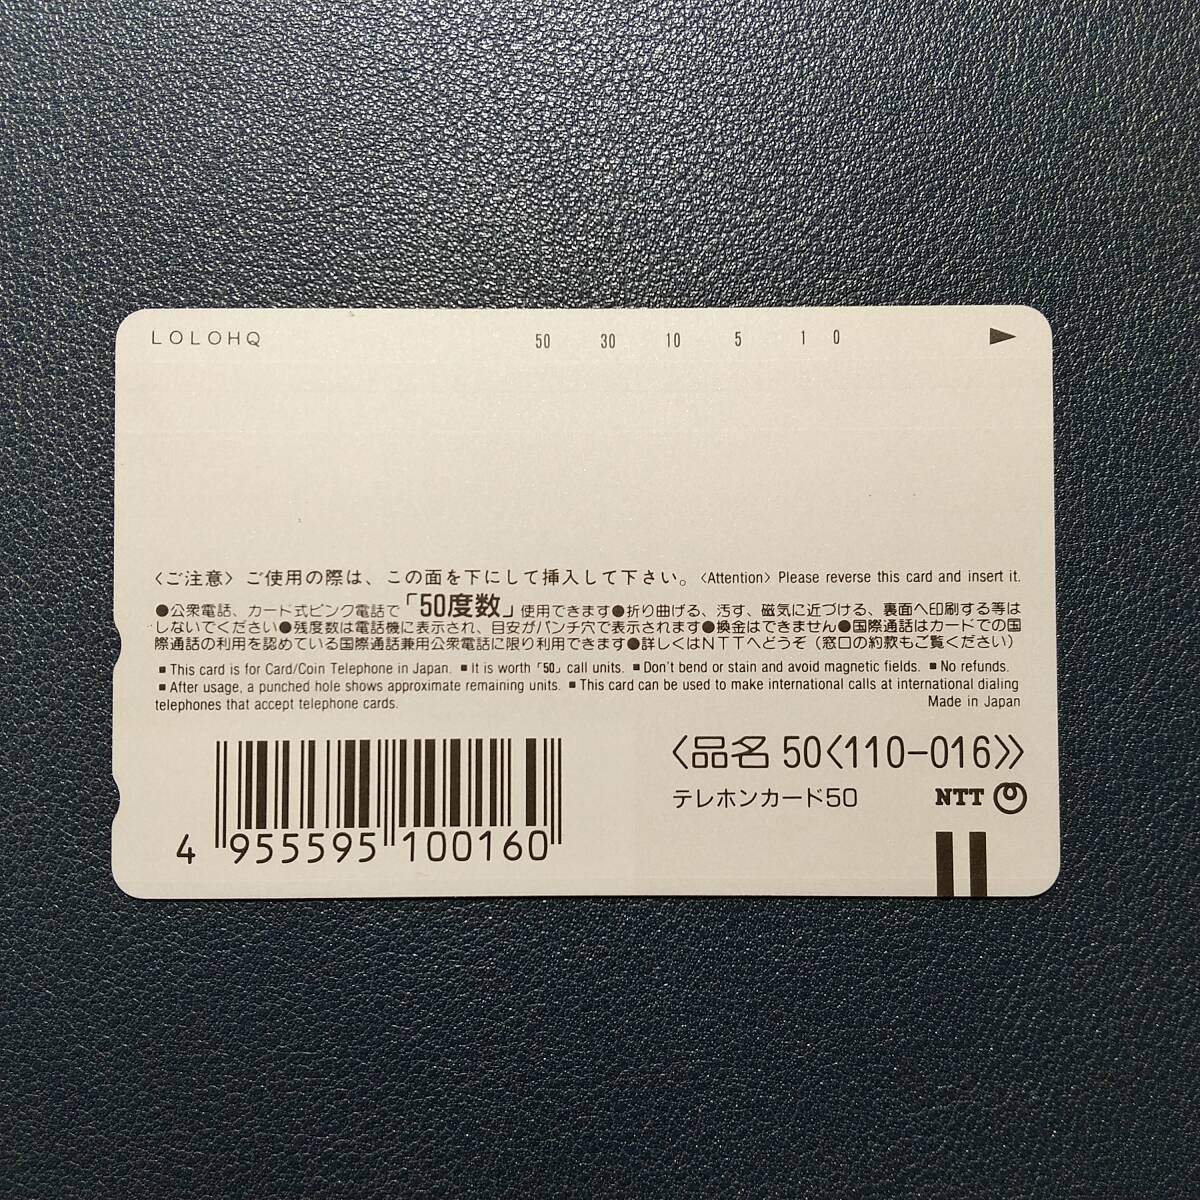 LOLOHQ 50 30 10 5 1 0
〈ご注意〉ご使用の際は、この面を下にして挿入して下さい。〈Attention〉Please reverse this card and insert it.
●公衆電話、カード式ピンク電話で「50度数」使用できます●折り曲げる、汚す、磁気に近づける、裏面へ印刷する等は
しないでください●残度数は電話機に表示され、目安がパンチ穴で表示されます●換金はできません●国際通話はカードでの国
際通話の利用を認めている国際通話兼用公衆電話に限り利用できます●詳しくはNTTへどうぞ(窓口の約款もご覧ください)
■This card is for Card/Coin Telephone in Japan. ■It is worth「50」call units. ■Don't bend or stain and avoid magnetic fields. ■No refunds.
■After usage, a punched hole shows approximate remaining units. ■This card can be used to make international calls at international dialing
telephones that accept telephone cards. Made in Japan
〈品名 50〈110-016〉〉
テレホンカード50 NTT
4 955595 100160